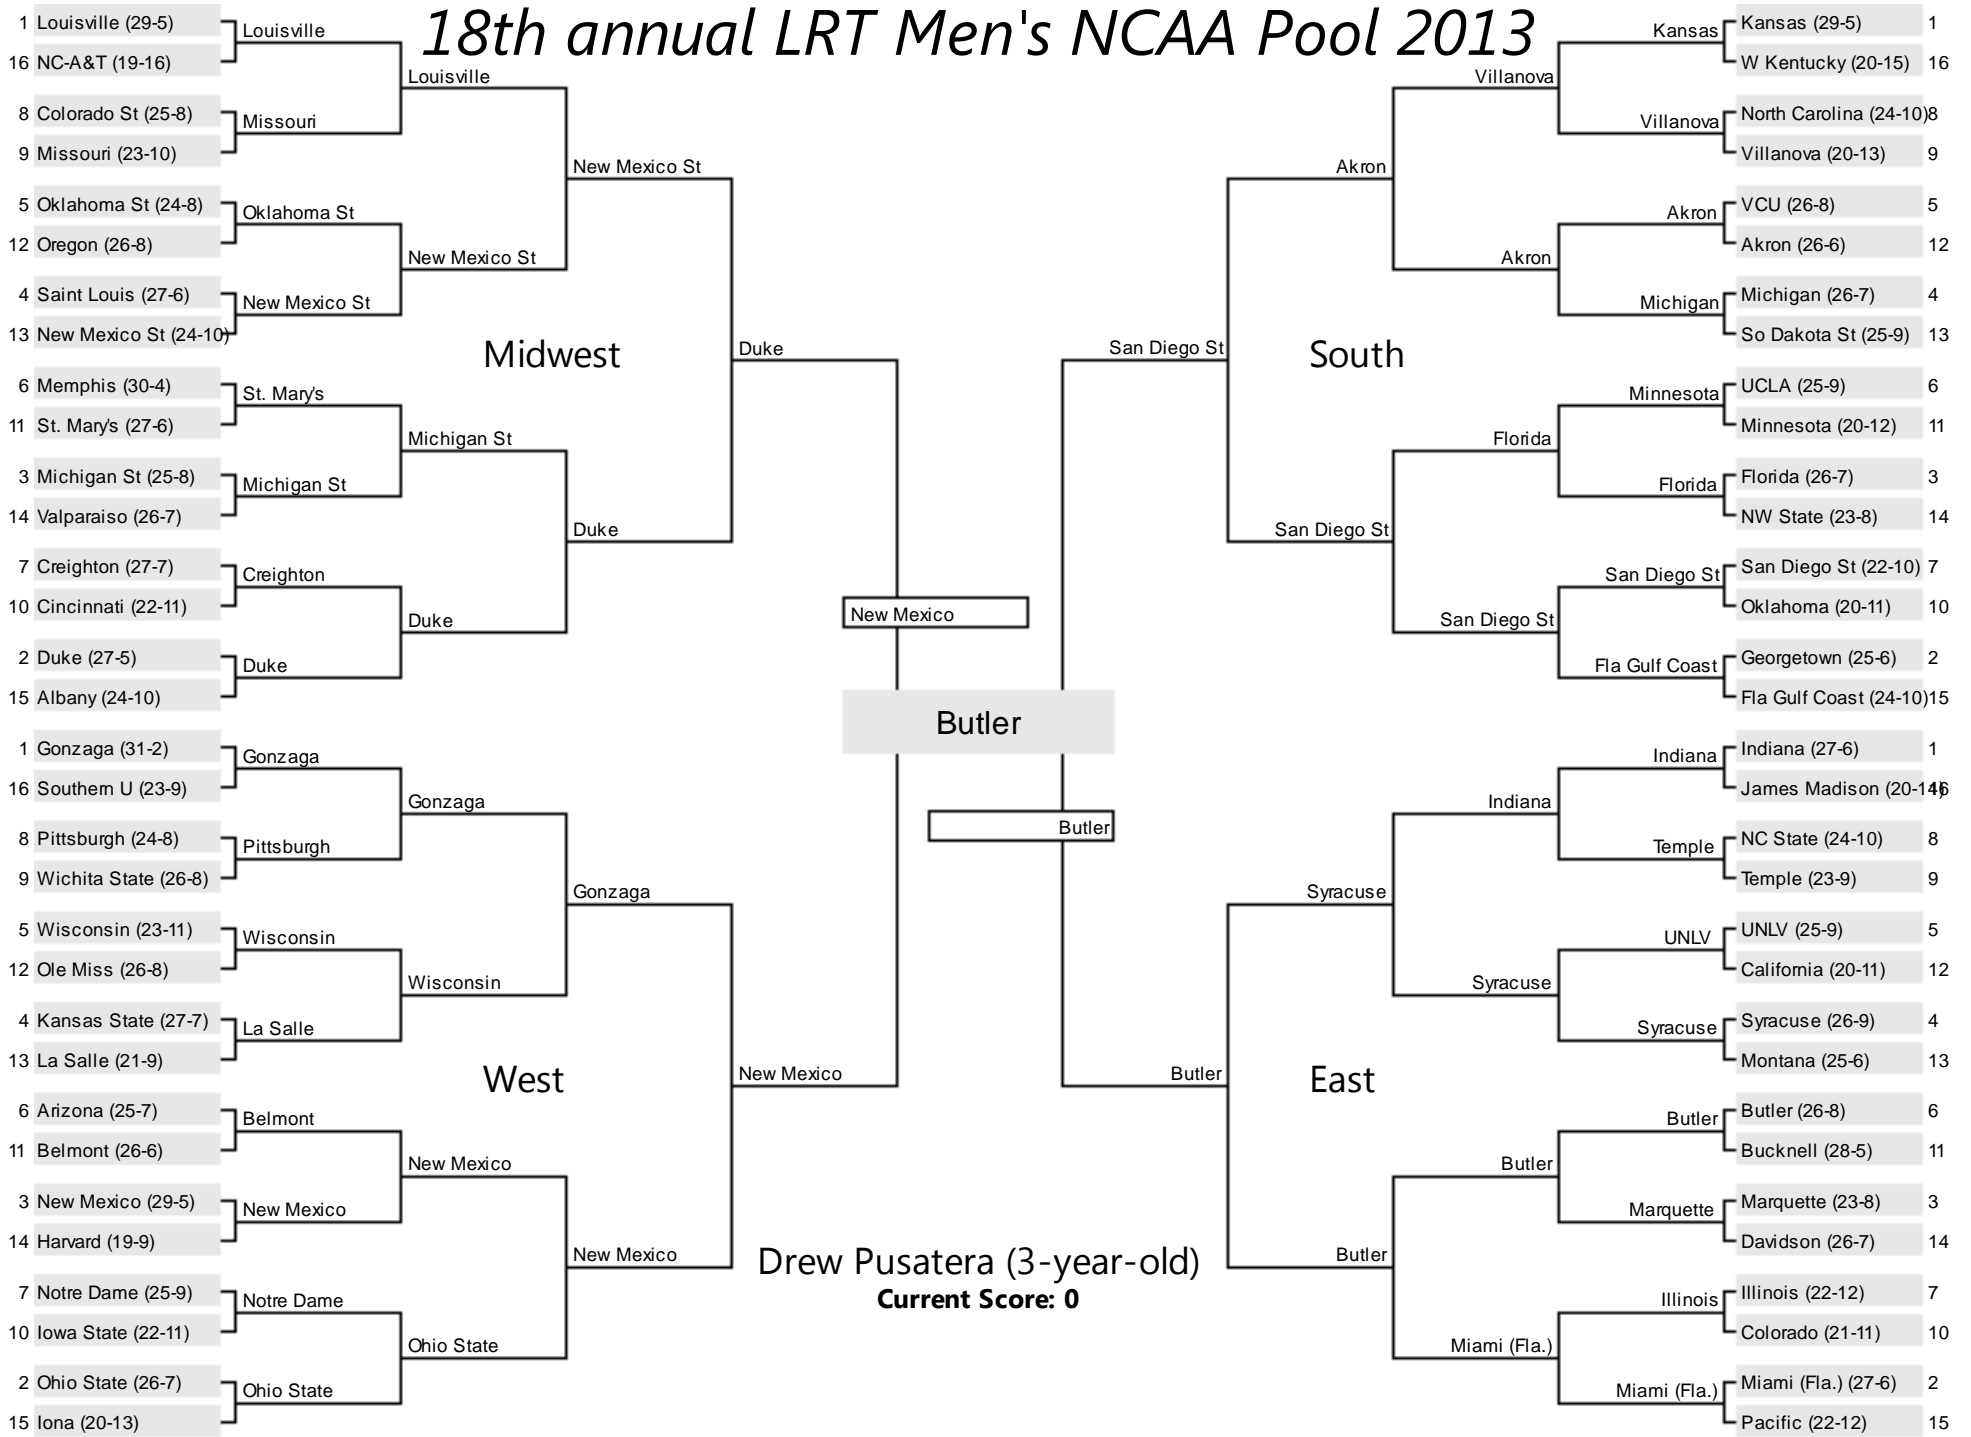 18th annual LRT Men's NCAA Pool 2013
1 Louisville (29-5)
16 NC-A&T (19-16)
8 Colorado St (25-8)
9 Missouri (23-10)
5 Oklahoma St (24-8)
12 Oregon (26-8)
4 Saint Louis (27-6)
13 New Mexico St (24-10)
6 Memphis (30-4)
11 St. Mary's (27-6)
3 Michigan St (25-8)
14 Valparaiso (26-7)
7 Creighton (27-7)
10 Cincinnati (22-11)
2 Duke (27-5)
15 Albany (24-10)
1 Gonzaga (31-2)
16 Southern U (23-9)
8 Pittsburgh (24-8)
9 Wichita State (26-8)
5 Wisconsin (23-11)
12 Ole Miss (26-8)
4 Kansas State (27-7)
13 La Salle (21-9)
6 Arizona (25-7)
11 Belmont (26-6)
3 New Mexico (29-5)
14 Harvard (19-9)
7 Notre Dame (25-9)
10 Iowa State (22-11)
2 Ohio State (26-7)
15 Iona (20-13)
Louisville
Missouri
Oklahoma St
New Mexico St
St. Mary's
Michigan St
Creighton
Duke
Gonzaga
Pittsburgh
Wisconsin
La Salle
Belmont
New Mexico
Notre Dame
Ohio State
Louisville
New Mexico St
Michigan St
Duke
Gonzaga
Wisconsin
New Mexico
Ohio State
New Mexico St
Duke
Gonzaga
New Mexico
Midwest
West
Duke
New Mexico
New Mexico
Butler
Butler
Drew Pusatera (3-year-old)
Current Score: 0
San Diego St
Butler
South
East
Akron
San Diego St
Syracuse
Butler
Villanova
Akron
Florida
San Diego St
Indiana
Syracuse
Butler
Miami (Fla.)
Kansas
Villanova
Akron
Michigan
Minnesota
Florida
San Diego St
Fla Gulf Coast
Indiana
Temple
UNLV
Syracuse
Butler
Marquette
Illinois
Miami (Fla.)
Kansas (29-5) 1
W Kentucky (20-15) 16
North Carolina (24-10) 8
Villanova (20-13) 9
VCU (26-8) 5
Akron (26-6) 12
Michigan (26-7) 4
So Dakota St (25-9) 13
UCLA (25-9) 6
Minnesota (20-12) 11
Florida (26-7) 3
NW State (23-8) 14
San Diego St (22-10) 7
Oklahoma (20-11) 10
Georgetown (25-6) 2
Fla Gulf Coast (24-10) 15
Indiana (27-6) 1
James Madison (20-14) 16
NC State (24-10) 8
Temple (23-9) 9
UNLV (25-9) 5
California (20-11) 12
Syracuse (26-9) 4
Montana (25-6) 13
Butler (26-8) 6
Bucknell (28-5) 11
Marquette (23-8) 3
Davidson (26-7) 14
Illinois (22-12) 7
Colorado (21-11) 10
Miami (Fla.) (27-6) 2
Pacific (22-12) 15